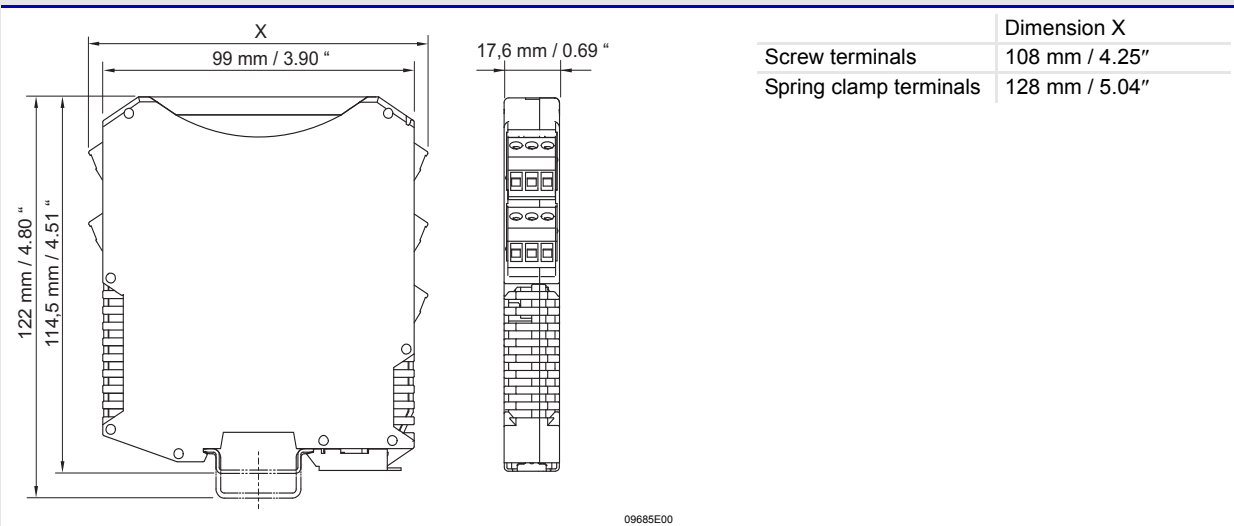 X
99 mm / 3.90 “
17,6 mm / 0.69 “
122 mm / 4.80 “
114,5 mm / 4.51 “
Dimension X
Screw terminals 108 mm / 4.25″
Spring clamp terminals 128 mm / 5.04″
09685E00